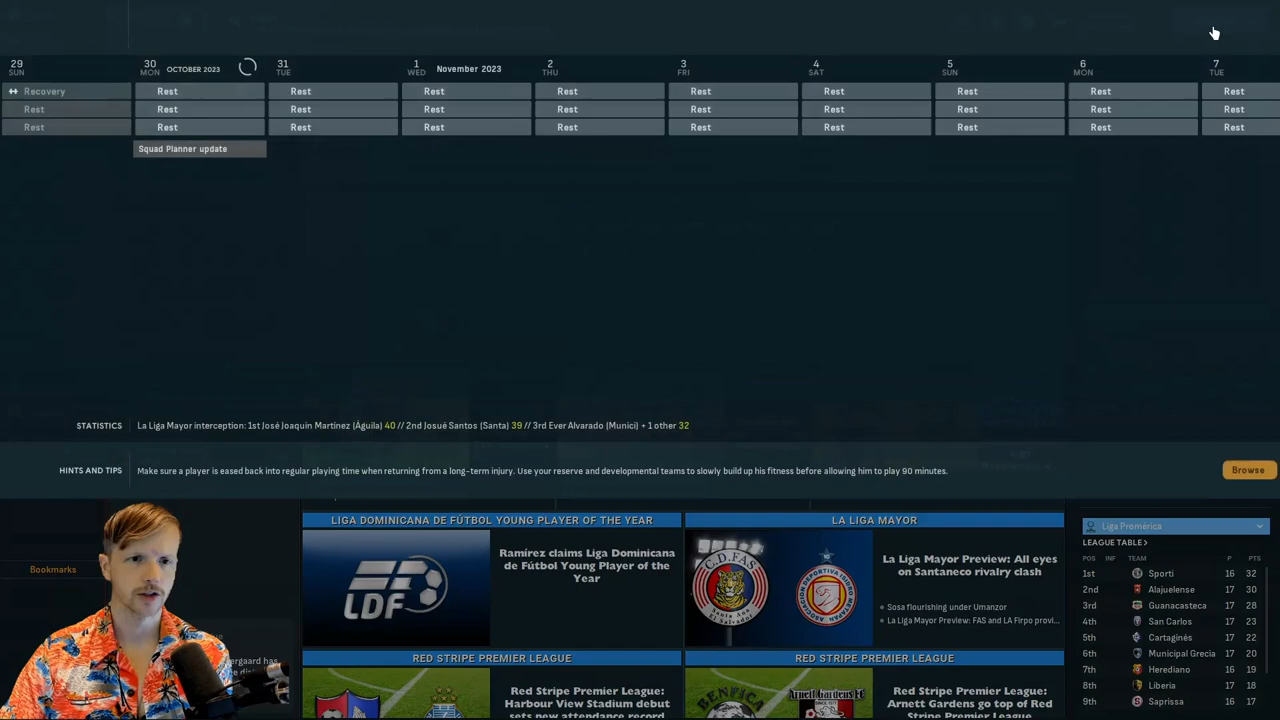 29
SUN
30
MON
OCTOBER 2023
31
TUE
1
WED
November 2023
2
THU
3
FRI
4
SAT
5
SUN
6
MON
7
TUE
Recovery Rest Rest Rest Rest Rest Rest Rest Rest Rest
Rest Rest Rest Rest Rest Rest Rest Rest Rest Rest
Rest Rest Rest Rest Rest Rest Rest Rest Rest Rest
Squad Planner update
STATISTICS
La Liga Mayor interception: 1st José Joaquín Martínez (Águila) 40 // 2nd Josué Santos (Santa) 39 // 3rd Ever Alvarado (Munici) + 1 other 32
HINTS AND TIPS
Make sure a player is eased back into regular playing time when returning from a long-term injury. Use your reserve and developmental teams to slowly build up his fitness before allowing him to play 90 minutes.
Browse
Bookmarks
LIGA DOMINICANA DE FÚTBOL YOUNG PLAYER OF THE YEAR
LDF
Ramírez claims Liga Dominicana
de Fútbol Young Player of the
Year
LA LIGA MAYOR
C.D.FAS
La Liga Mayor Preview: All eyes
on Santaneco rivalry clash
Sosa flourishing under Umanzor
La Liga Mayor Preview: FAS and LA Firpo provi...
RED STRIPE PREMIER LEAGUE
Red Stripe Premier League:
Harbour View Stadium debut
sets new attendance record
RED STRIPE PREMIER LEAGUE
BENFICA
Arnett Gardens FC
Red Stripe Premier League:
Arnett Gardens go top of Red
Stripe Premier League
Liga Promérica
LEAGUE TABLE>
POS INF TEAM P PTS
1st Sporti 16 32
2nd Alajuelense 17 30
3rd Guanacasteca 17 28
4th San Carlos 17 23
5th Cartaginés 17 22
6th Municipal Grecia 17 20
7th Herediano 16 19
8th Liberia 17 18
9th Saprissa 16 17